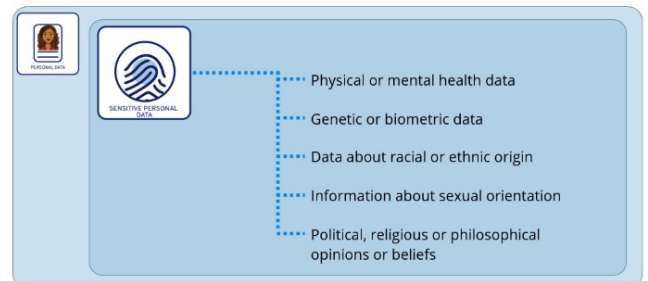 PERSONAL DATA
SENSITIVE PERSONAL
DATA
Physical or mental health data
Genetic or biometric data
Data about racial or ethnic origin
Information about sexual orientation
Political, religious or philosophical
opinions or beliefs